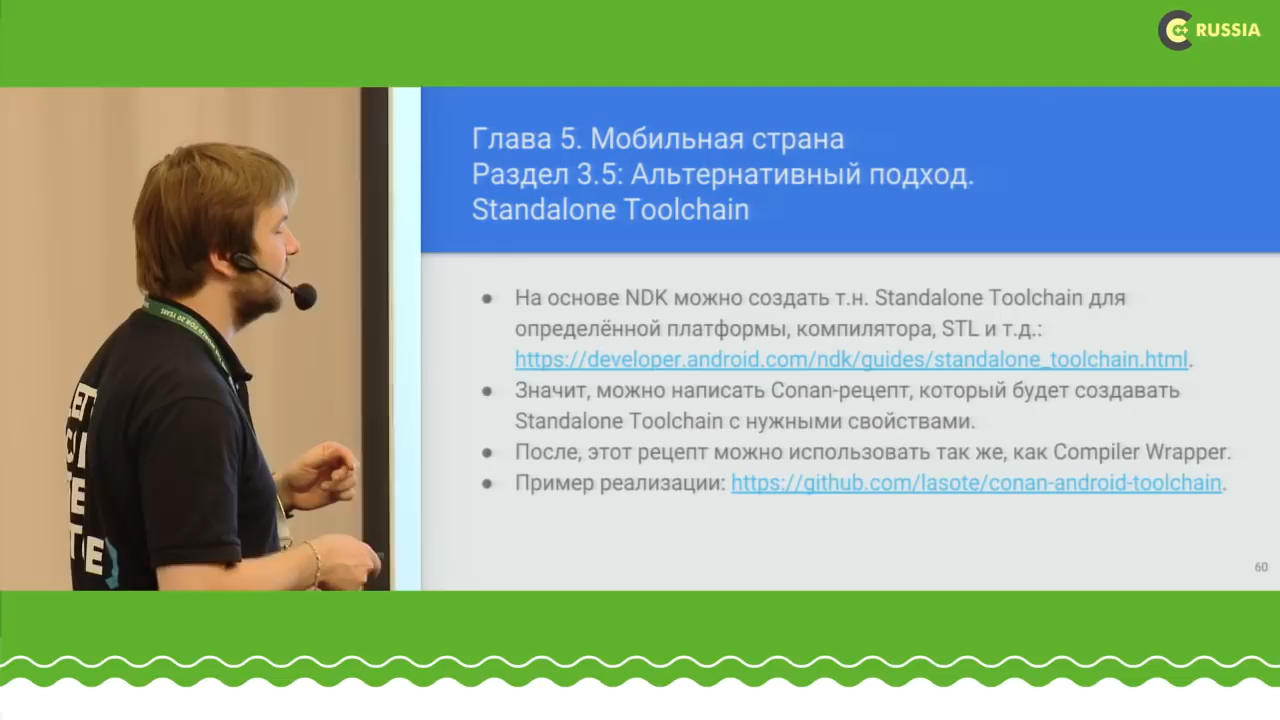 C++ RUSSIA
Глава 5. Мобильная страна
Раздел 3.5: Альтернативный подход.
Standalone Toolchain
● На основе NDK можно создать т.н. Standalone Toolchain для
определённой платформы, компилятора, STL и т.д.:
https://developer.android.com/ndk/guides/standalone_toolchain.html.
● Значит, можно написать Conan-рецепт, который будет создавать
Standalone Toolchain с нужными свойствами.
● После, этот рецепт можно использовать так же, как Compiler Wrapper.
● Пример реализации: https://github.com/lasote/conan-android-toolchain.
60